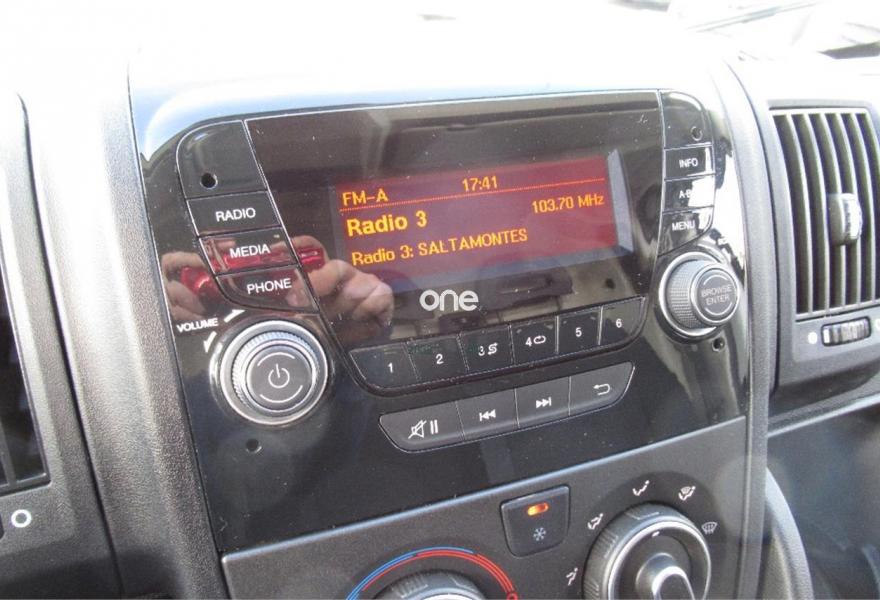 FM-A 17:41
Radio 3 103.70 MHz
Radio 3: SALTAMONTES
RADIO
MEDIA
PHONE
VOLUME
INFO
MENU
BROWSE
ENTER
one
1 2 3 4 5 6